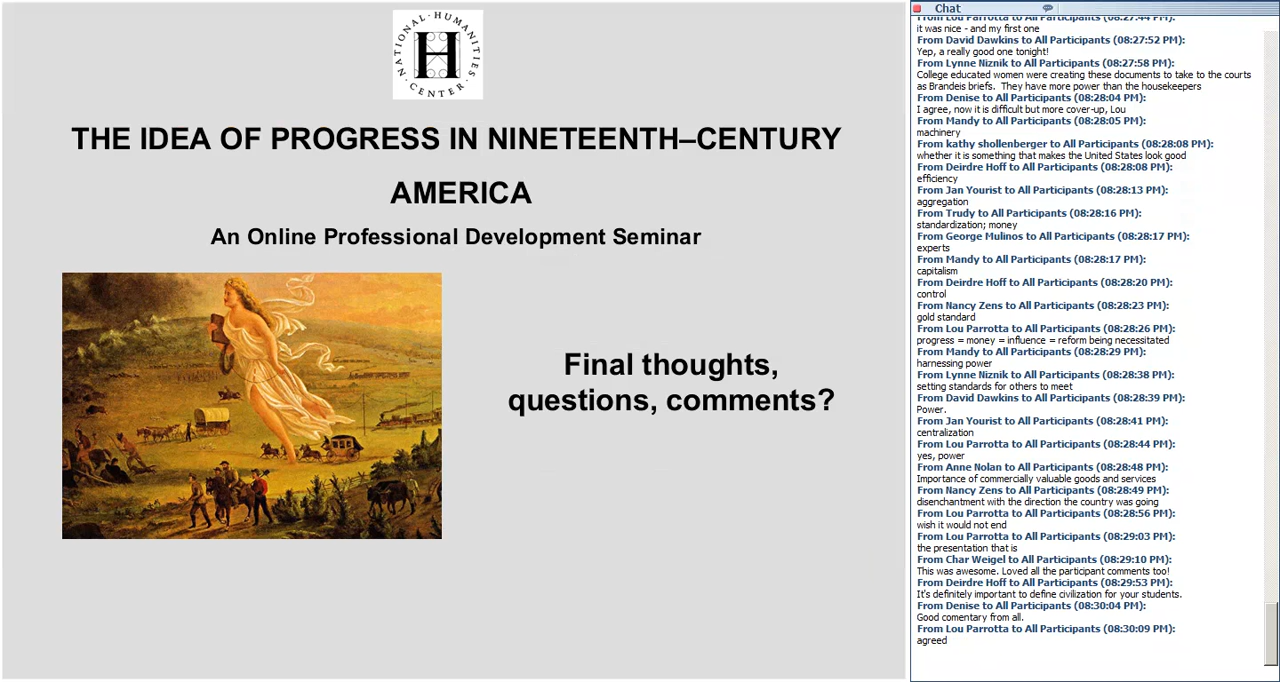 NATIONAL · HUMANITIES · CENTER ·
H
THE IDEA OF PROGRESS IN NINETEENTH–CENTURY
AMERICA
An Online Professional Development Seminar
Final thoughts,
questions, comments?
Chat
From Lou Parrotta to All Participants (08:27:44 PM):
it was nice - and my first one
From David Dawkins to All Participants (08:27:52 PM):
Yep, a really good one tonight!
From Lynne Niznik to All Participants (08:27:58 PM):
College educated women were creating these documents to take to the courts
as Brandeis briefs.  They have more power than the housekeepers
From Denise to All Participants (08:28:04 PM):
I agree, now it is difficult but more cover-up, Lou
From Mandy to All Participants (08:28:05 PM):
machinery
From kathy shollenberger to All Participants (08:28:08 PM):
whether it is something that makes the United States look good
From Deirdre Hoff to All Participants (08:28:08 PM):
efficiency
From Jan Yourist to All Participants (08:28:13 PM):
aggregation
From Trudy to All Participants (08:28:16 PM):
standardization; money
From George Mulinos to All Participants (08:28:17 PM):
experts
From Mandy to All Participants (08:28:17 PM):
capitalism
From Deirdre Hoff to All Participants (08:28:20 PM):
control
From Nancy Zens to All Participants (08:28:23 PM):
gold standard
From Lou Parrotta to All Participants (08:28:26 PM):
progress = money = influence = reform being necessitated
From Mandy to All Participants (08:28:29 PM):
harnessing power
From Lynne Niznik to All Participants (08:28:38 PM):
setting standards for others to meet
From David Dawkins to All Participants (08:28:39 PM):
Power.
From Jan Yourist to All Participants (08:28:41 PM):
centralization
From Lou Parrotta to All Participants (08:28:44 PM):
yes, power
From Anne Nolan to All Participants (08:28:48 PM):
Importance of commercially valuable goods and services
From Nancy Zens to All Participants (08:28:49 PM):
disenchantment with the direction the country was going
From Lou Parrotta to All Participants (08:28:56 PM):
wish it would not end
From Lou Parrotta to All Participants (08:29:03 PM):
the presentation that is
From Char Weigel to All Participants (08:29:10 PM):
This was awesome. Loved all the participant comments too!
From Deirdre Hoff to All Participants (08:29:53 PM):
It's definitely important to define civilization for your students.
From Denise to All Participants (08:30:04 PM):
Good comentary from all.
From Lou Parrotta to All Participants (08:30:09 PM):
agreed